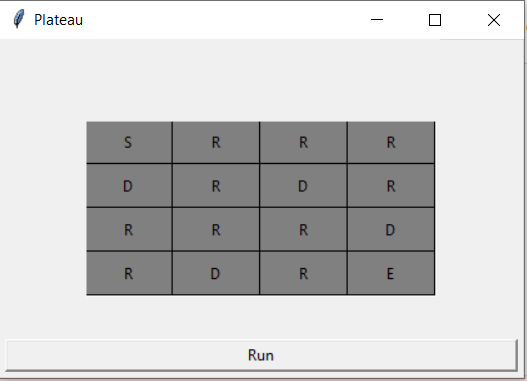 Plateau
S R R R
D R D R
R R R D
R D R E
Run